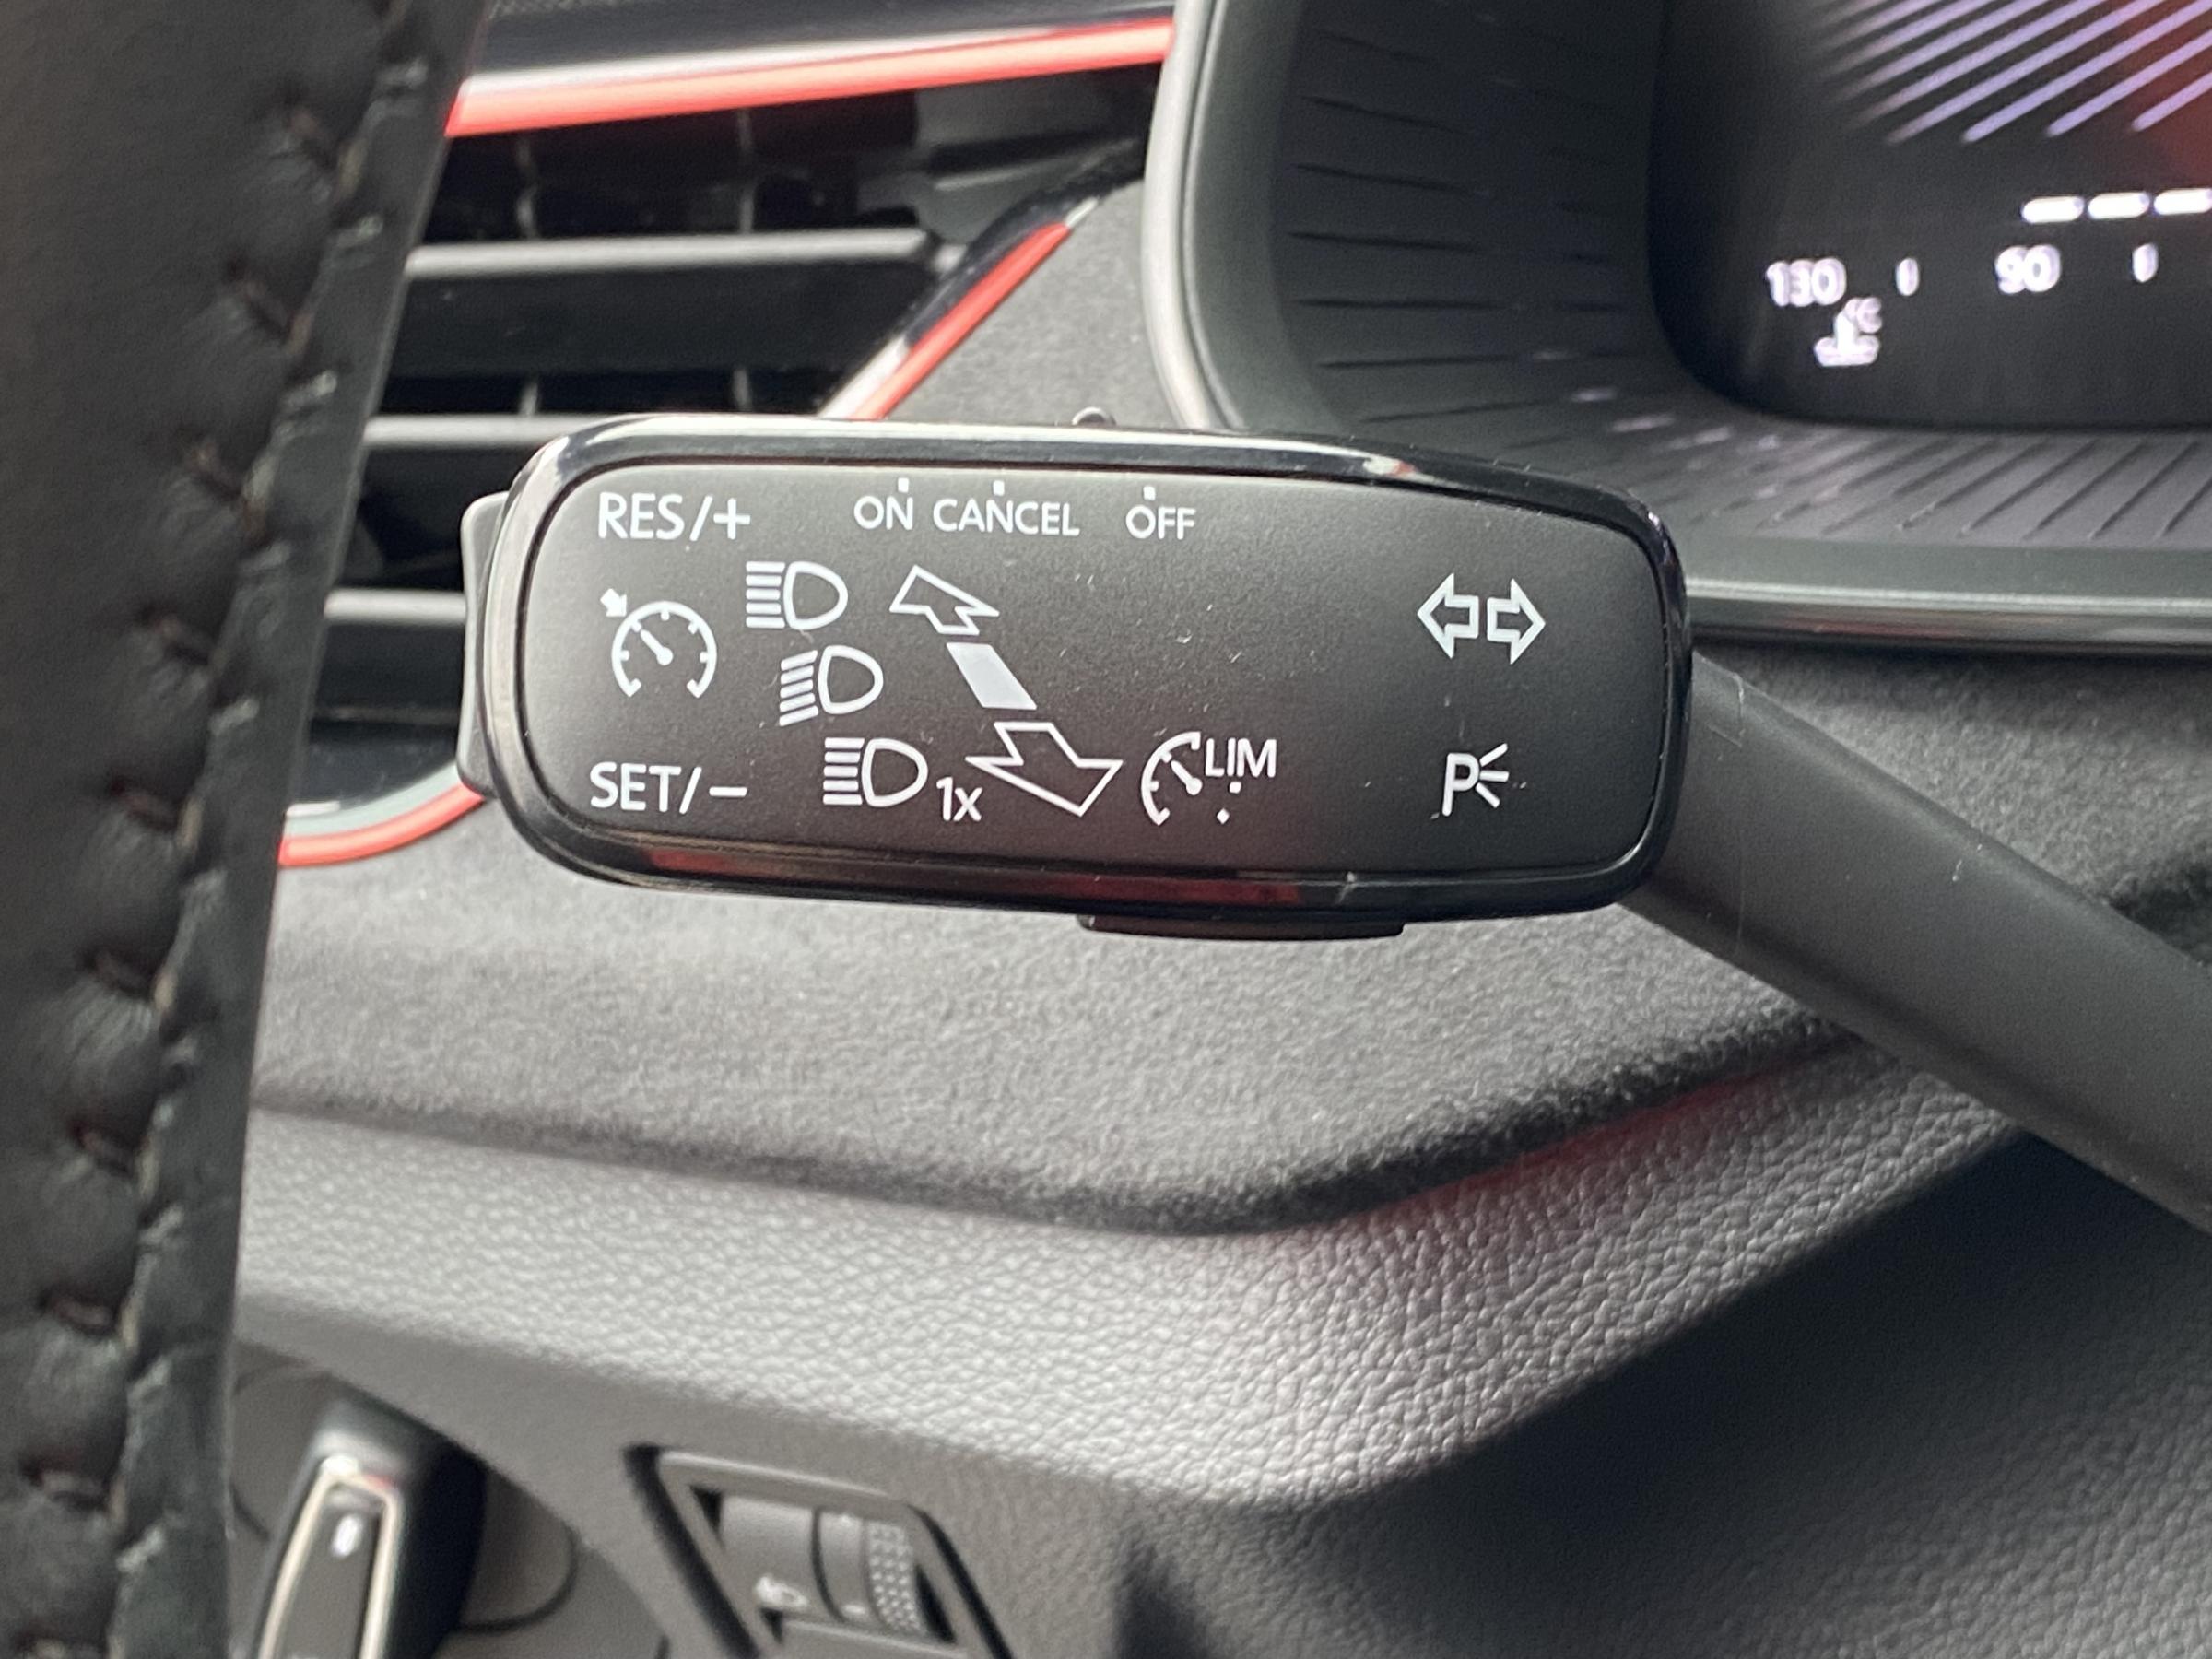 130 90
°C
RES/+ ON CANCEL OFF
SET/− 1x LIM P